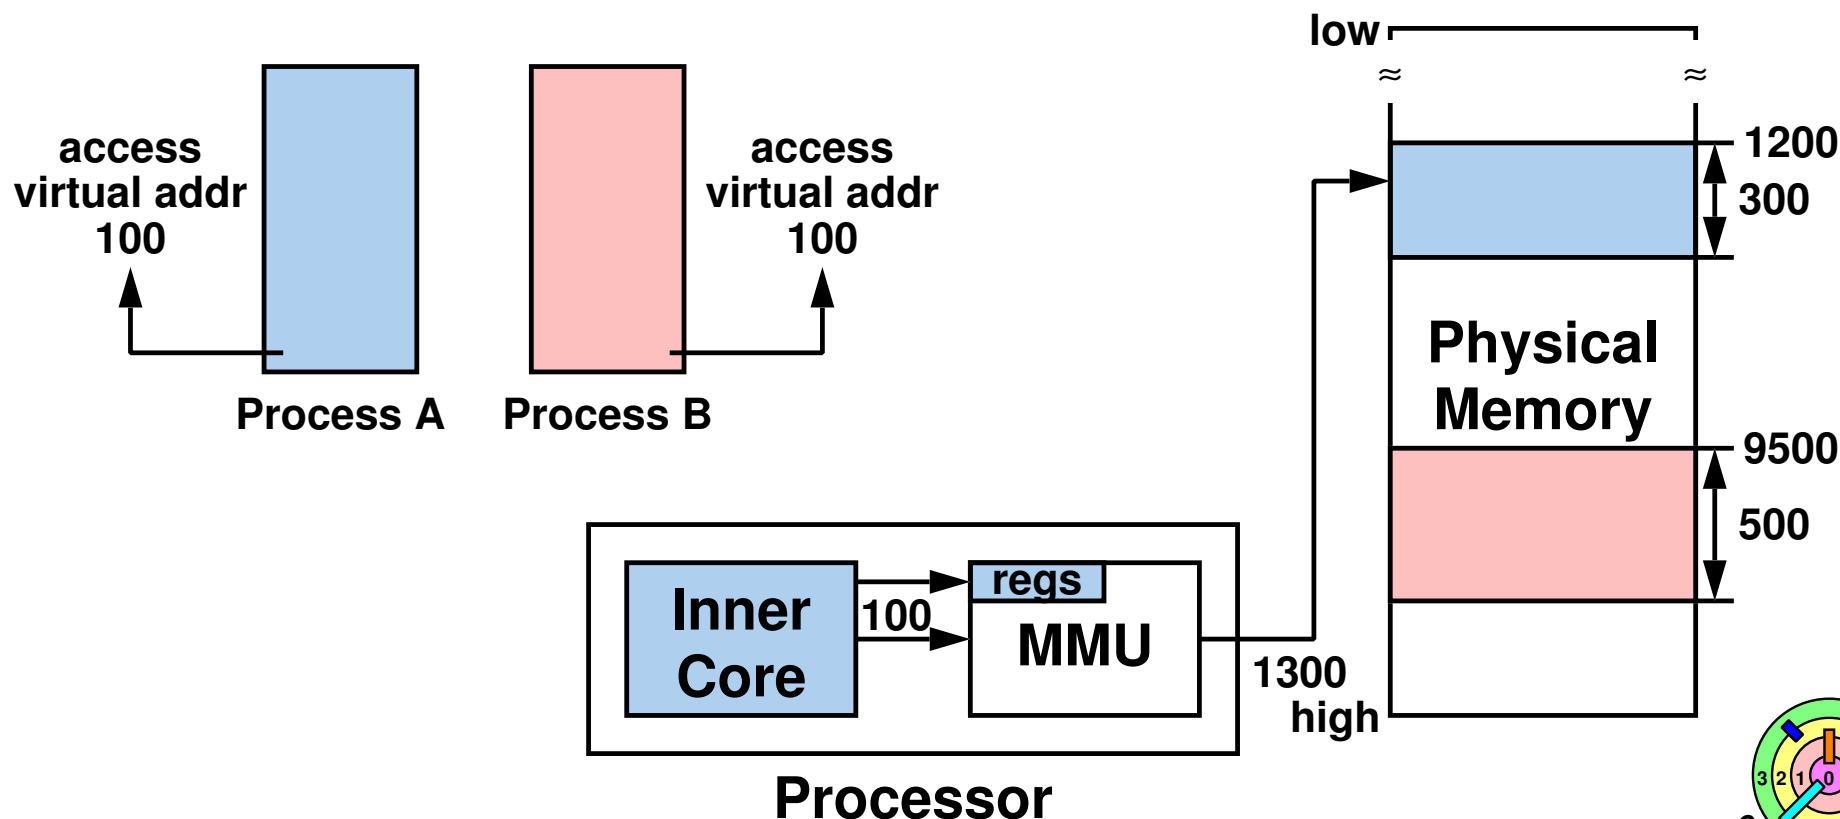 low
≈ ≈
access
virtual addr
100
access
virtual addr
100
1200
300
Process A
Process B
Physical
Memory
9500
500
Inner
Core
100
regs
MMU
1300
high
Processor
3 2 1 0